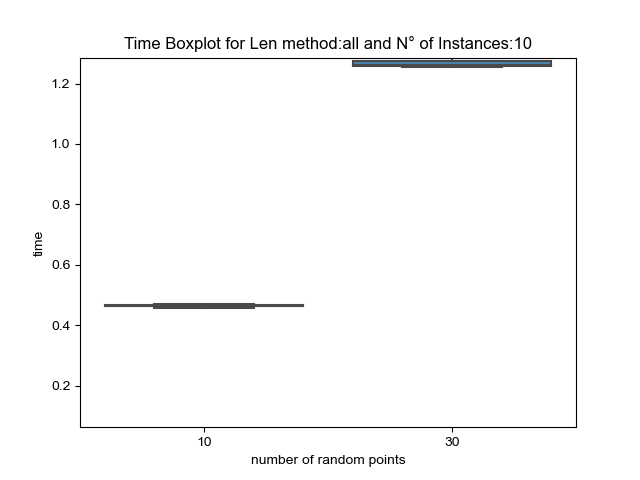 Time Boxplot for Len method:all and N° of Instances:10
1.2
1.0
0.8
0.6
0.4
0.2
time
10 30
number of random points